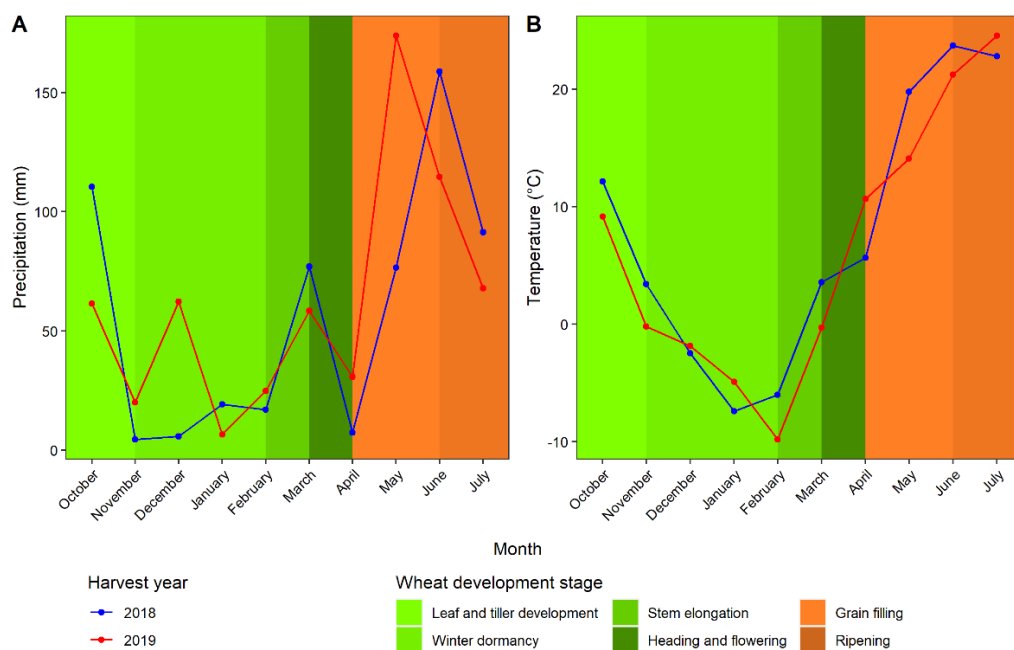 A
Precipitation (mm)
150
100
50
0
October
November
December
January
February
March
April
May
June
July
B
Temperature (°C)
20
10
0
-10
October
November
December
January
February
March
April
May
June
July
Month
Harvest year
2018
2019
Wheat development stage
Leaf and tiller development
Winter dormancy
Stem elongation
Heading and flowering
Grain filling
Ripening